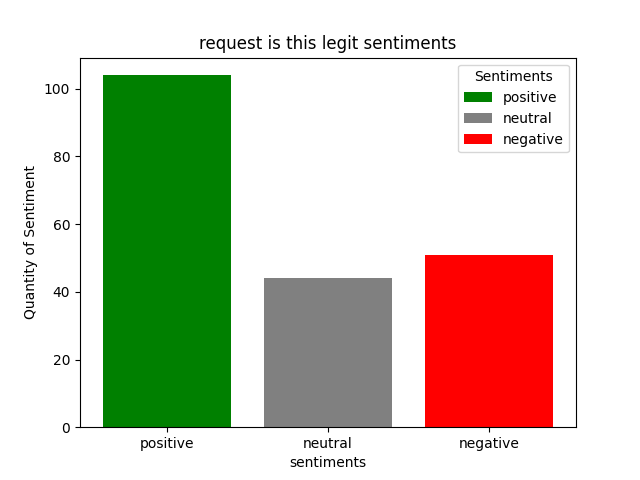 request is this legit sentiments
Sentiments
positive
neutral
negative
Quantity of Sentiment
100
80
60
40
20
0
positive neutral negative
sentiments